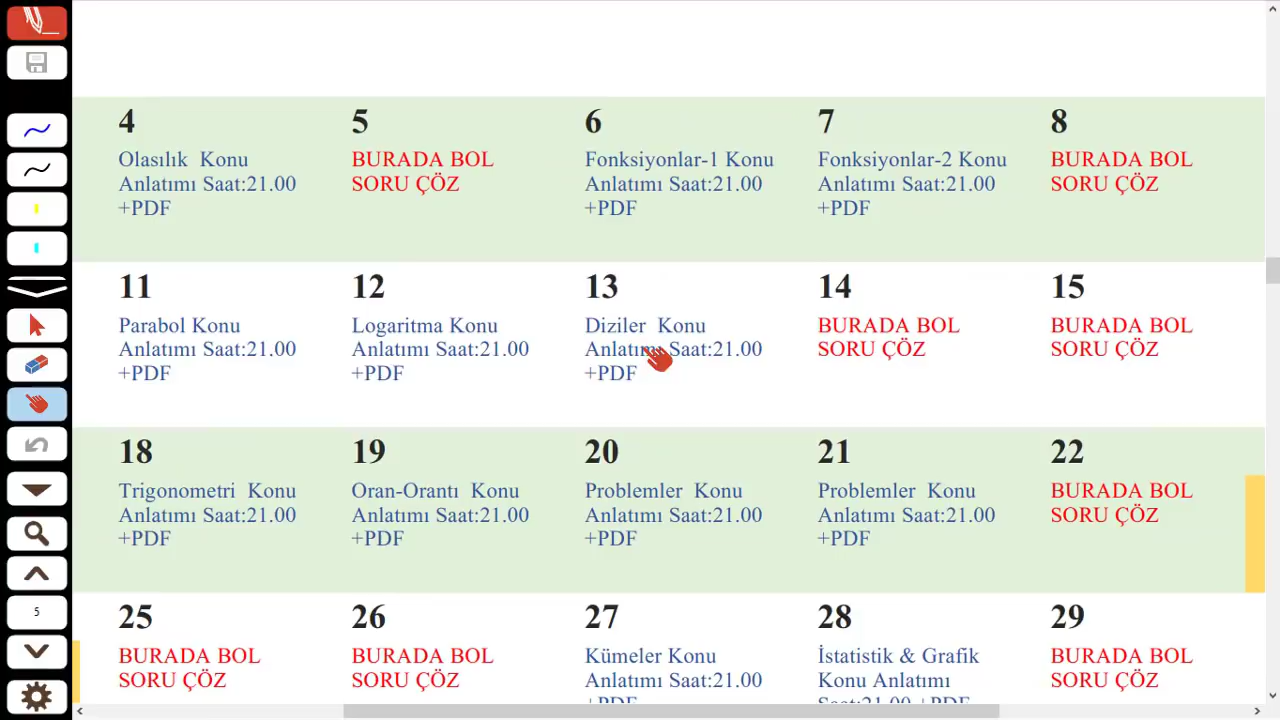 4
Olasılık Konu
Anlatımı Saat:21.00
+PDF
5
BURADA BOL
SORU ÇÖZ
6
Fonksiyonlar-1 Konu
Anlatımı Saat:21.00
+PDF
7
Fonksiyonlar-2 Konu
Anlatımı Saat:21.00
+PDF
8
BURADA BOL
SORU ÇÖZ
11
Parabol Konu
Anlatımı Saat:21.00
+PDF
12
Logaritma Konu
Anlatımı Saat:21.00
+PDF
13
Diziler Konu
Anlatımı Saat:21.00
+PDF
14
BURADA BOL
SORU ÇÖZ
15
BURADA BOL
SORU ÇÖZ
18
Trigonometri Konu
Anlatımı Saat:21.00
+PDF
19
Oran-Orantı Konu
Anlatımı Saat:21.00
+PDF
20
Problemler Konu
Anlatımı Saat:21.00
+PDF
21
Problemler Konu
Anlatımı Saat:21.00
+PDF
22
BURADA BOL
SORU ÇÖZ
5
25
BURADA BOL
SORU ÇÖZ
26
BURADA BOL
SORU ÇÖZ
27
Kümeler Konu
Anlatımı Saat:21.00
+PDF
28
İstatistik & Grafik
Konu Anlatımı
Saat:21.00 +PDF
29
BURADA BOL
SORU ÇÖZ